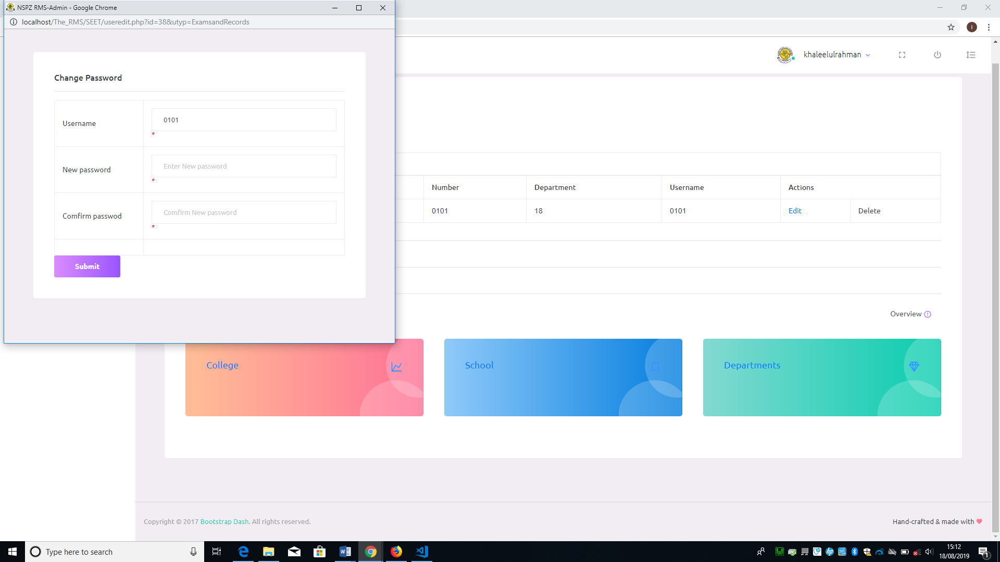 NSPZ RMS-Admin - Google Chrome
localhost/The_RMS/SEET/useredit.php?id=38&utyp=ExamsandRecords
I
khaleelulrahman
Change Password
Username
0101
*
New password
Enter New password
*
Comfirm passwod
Comfirm New password
*
Submit
Number Department Username Actions
0101 18 0101 Edit Delete
Overview
College
School
Departments
Copyright © 2017 Bootstrap Dash. All rights reserved.
Hand-crafted & made with
Type here to search
15:12
18/08/2019
1